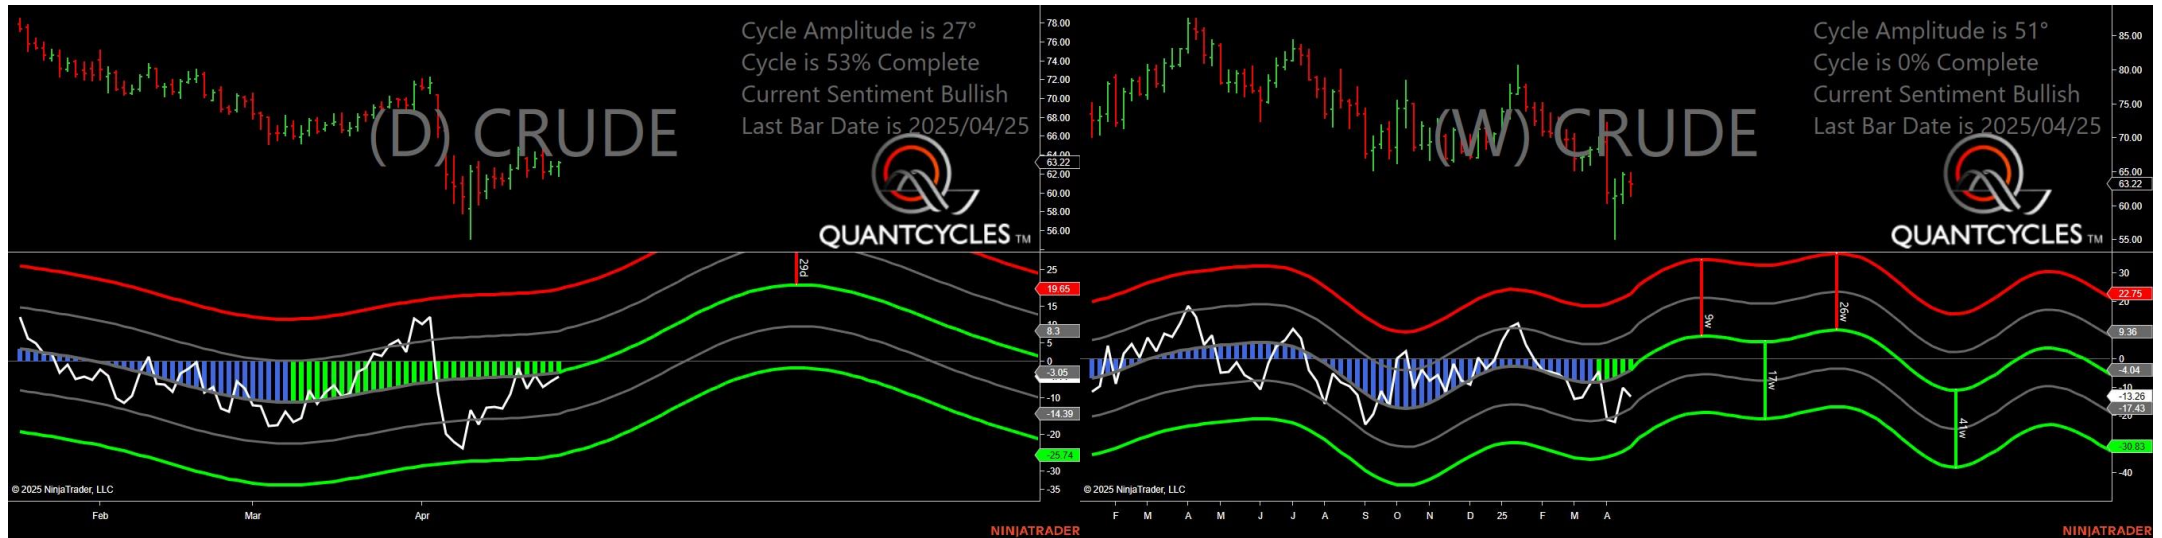 Cycle Amplitude is 27°
Cycle is 53% Complete
Current Sentiment Bullish
Last Bar Date is 2025/04/25
(D) CRUDE
QUANTCYCLES TM
78.00
76.00
74.00
72.00
70.00
68.00
66.00
64.00
63.22
62.00
60.00
58.00
56.00
29d
25
19.65
15
10
8.3
5
0
-3.05
-10
-14.39
-20
-25.74
-30
-35
© 2025 NinjaTrader, LLC
Feb Mar Apr
NINJATRADER
Cycle Amplitude is 51°
Cycle is 0% Complete
Current Sentiment Bullish
Last Bar Date is 2025/04/25
(W) CRUDE
QUANTCYCLES TM
85.00
80.00
75.00
70.00
65.00
63.22
60.00
55.00
9w
26w
17w
41w
30
22.75
20
9.36
0
-4.04
-10
-13.26
-17.43
-20
-30.83
-40
© 2025 NinjaTrader, LLC
F M A M J J A S O N D 25 F M A
NINJATRADER